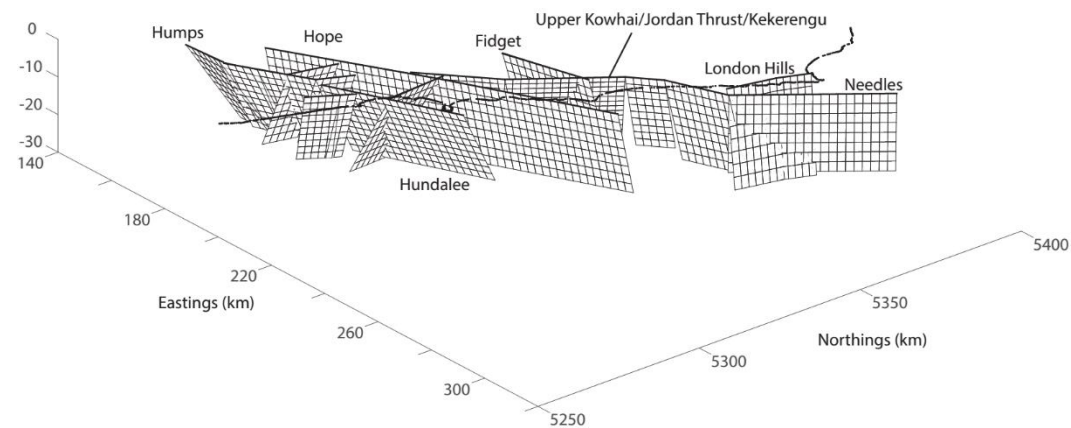 Upper Kowhai/Jordan Thrust/Kekerengu
0
Humps
Hope
Fidget
-10
London Hills
Needles
-20
-30
140
Hundalee
180
220
5400
Eastings (km)
5350
260
Northings (km)
5300
300
5250